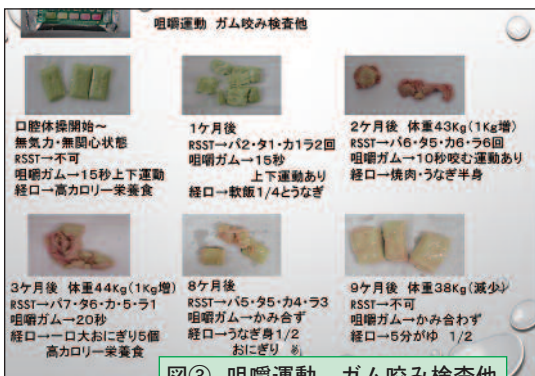 咀嚼運動 ガム咬み検査他
口腔体操開始~
無気力・無関心状態
RSST→不可
咀嚼ガム→15秒上下運動
経口→高カロリー栄養食
1ケ月後
RSST→パ2・タ1・カ1ラ2回
咀嚼ガム→15秒
上下運動あり
経口→軟飯1/4とうなぎ
2ケ月後 体重43Kg(1Kg増)
RSST→パ6・タ5・カ6・ラ6回
咀嚼ガム→10秒咬む運動あり
経口→焼肉・うなぎ半身
3ケ月後 体重44Kg(1Kg増)
RSST→パ7・タ6・カ・5・ラ1
咀嚼ガム→20秒
経口→一口大おにぎり5個
高カロリー栄養食
8ケ月後
RSST→パ5・タ5・カ4・ラ3
咀嚼ガム→かみ合ず
経口→うなぎ身1/2
おにぎり
9ケ月後 体重38Kg(減少)
RSST→不可
咀嚼ガム→かみ合わず
経口→5分がゆ 1/2
図③ 咀嚼運動 ガム咬み検査他